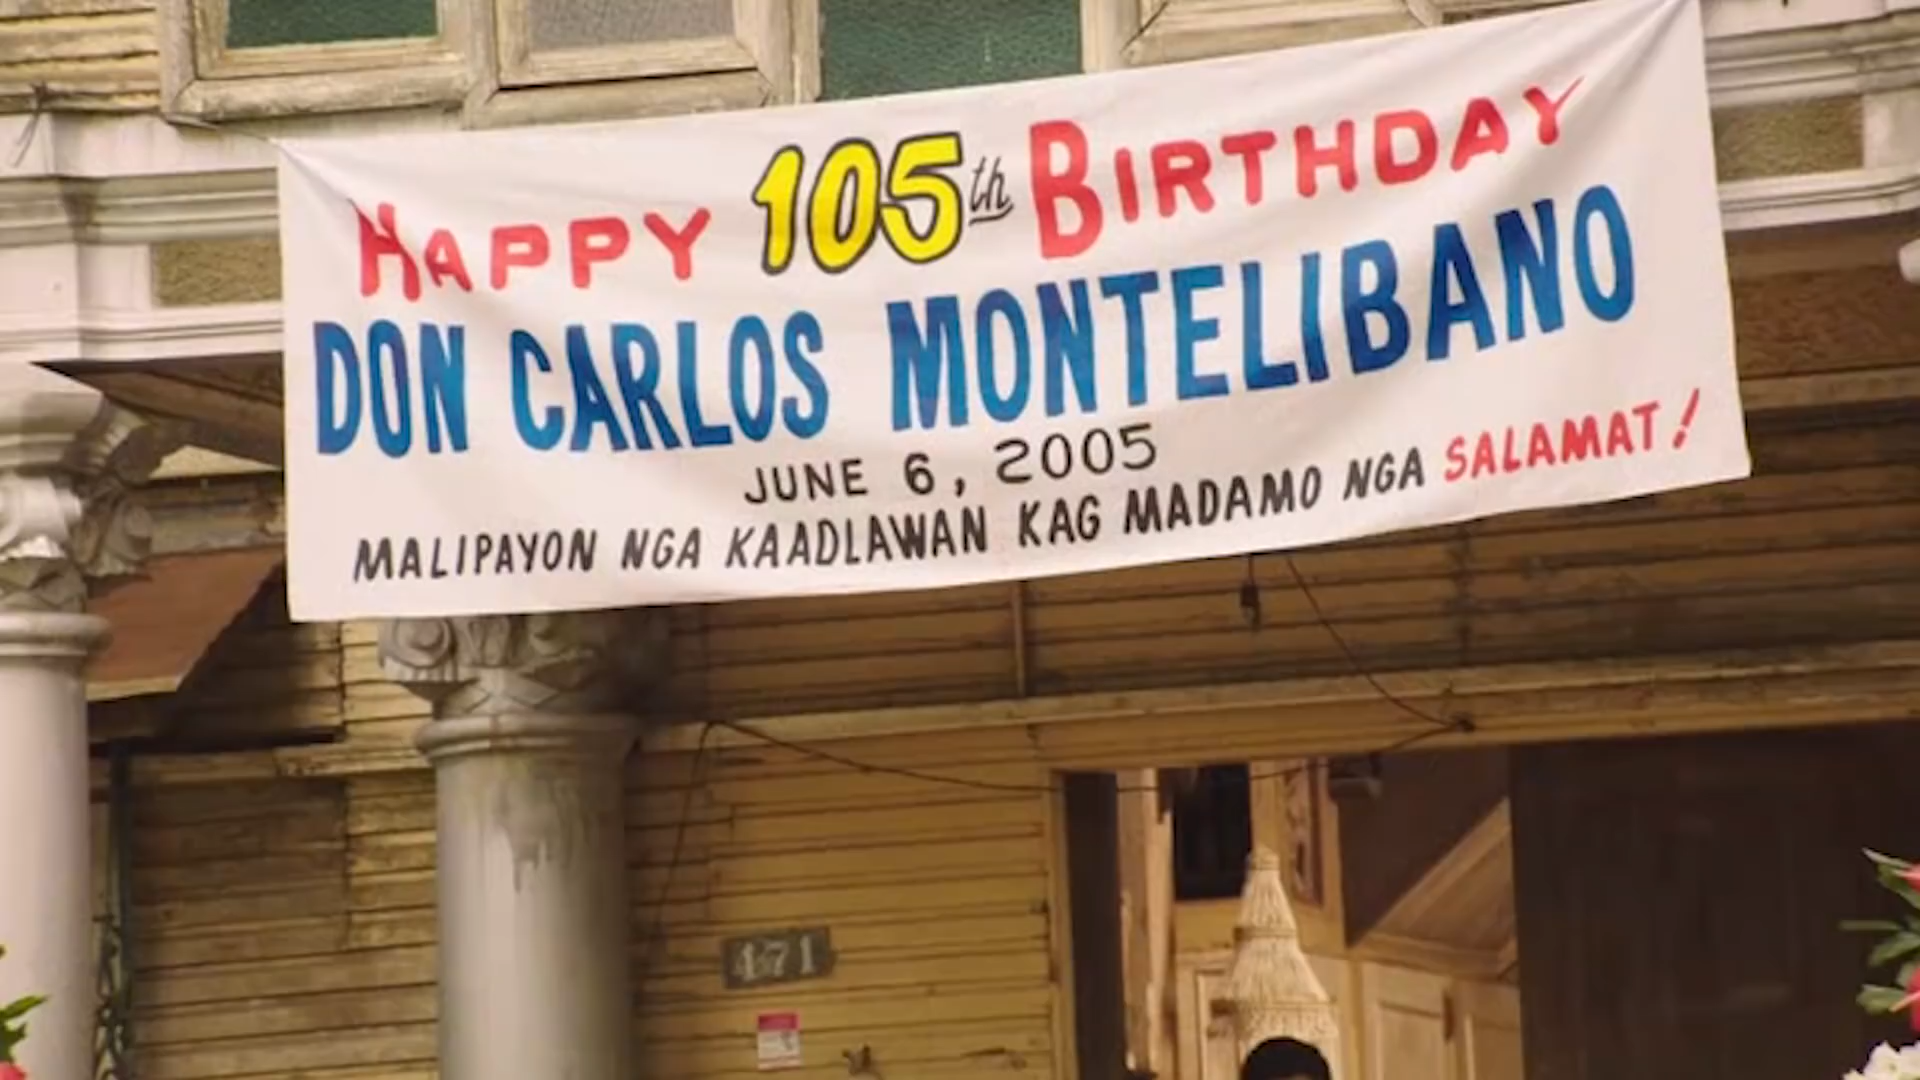 HAPPY 105th BIRTHDAY
DON CARLOS MONTELIBANO
JUNE 6, 2005
MALIPAYON NGA KAADLAWAN KAG MADAMO NGA SALAMAT!
471